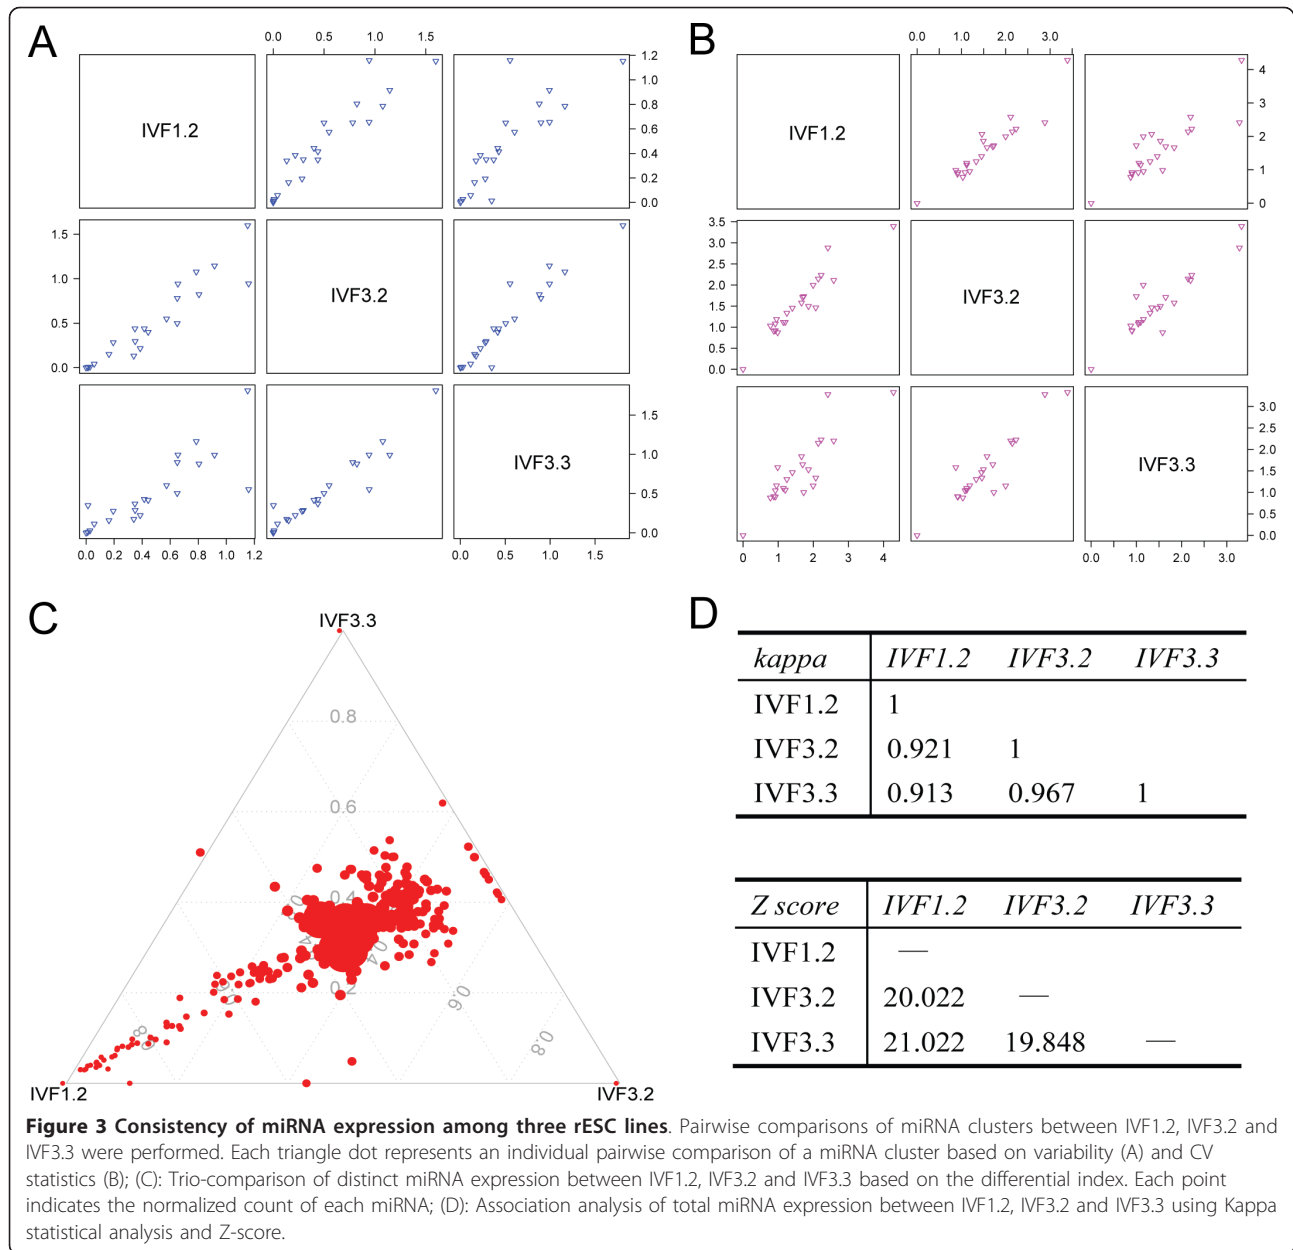 A
B
0.0 0.5 1.0 1.5
0.0 1.0 2.0 3.0
IVF1.2
1.2
1.0
0.8
0.6
0.4
0.2
0.0
IVF1.2
4
3
2
1
0
1.5
1.0
0.5
0.0
IVF3.2
3.5
3.0
2.5
2.0
1.5
1.0
0.5
0.0
IVF3.2
IVF3.3
1.5
1.0
0.5
0.0
IVF3.3
3.0
2.5
2.0
1.5
1.0
0.5
0.0
0.0 0.2 0.4 0.6 0.8 1.0 1.2
0.0 0.5 1.0 1.5
0 1 2 3 4
0.0 1.0 2.0 3.0
C
IVF3.3
0.8
0.6
0.4
0.2
0.4
0.6
0.8
IVF1.2
IVF3.2
D
kappa IVF1.2 IVF3.2 IVF3.3
IVF1.2 1
IVF3.2 0.921 1
IVF3.3 0.913 0.967 1
Z score IVF1.2 IVF3.2 IVF3.3
IVF1.2 —
IVF3.2 20.022 —
IVF3.3 21.022 19.848 —
Figure 3 Consistency of miRNA expression among three rESC lines. Pairwise comparisons of miRNA clusters between IVF1.2, IVF3.2 and
IVF3.3 were performed. Each triangle dot represents an individual pairwise comparison of a miRNA cluster based on variability (A) and CV
statistics (B); (C): Trio-comparison of distinct miRNA expression between IVF1.2, IVF3.2 and IVF3.3 based on the differential index. Each point
indicates the normalized count of each miRNA; (D): Association analysis of total miRNA expression between IVF1.2, IVF3.2 and IVF3.3 using Kappa
statistical analysis and Z-score.